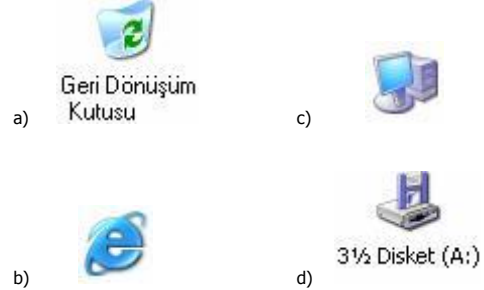 Geri Dönüşüm
Kutusu
a)
c)
b)
3½ Disket (A:)
d)